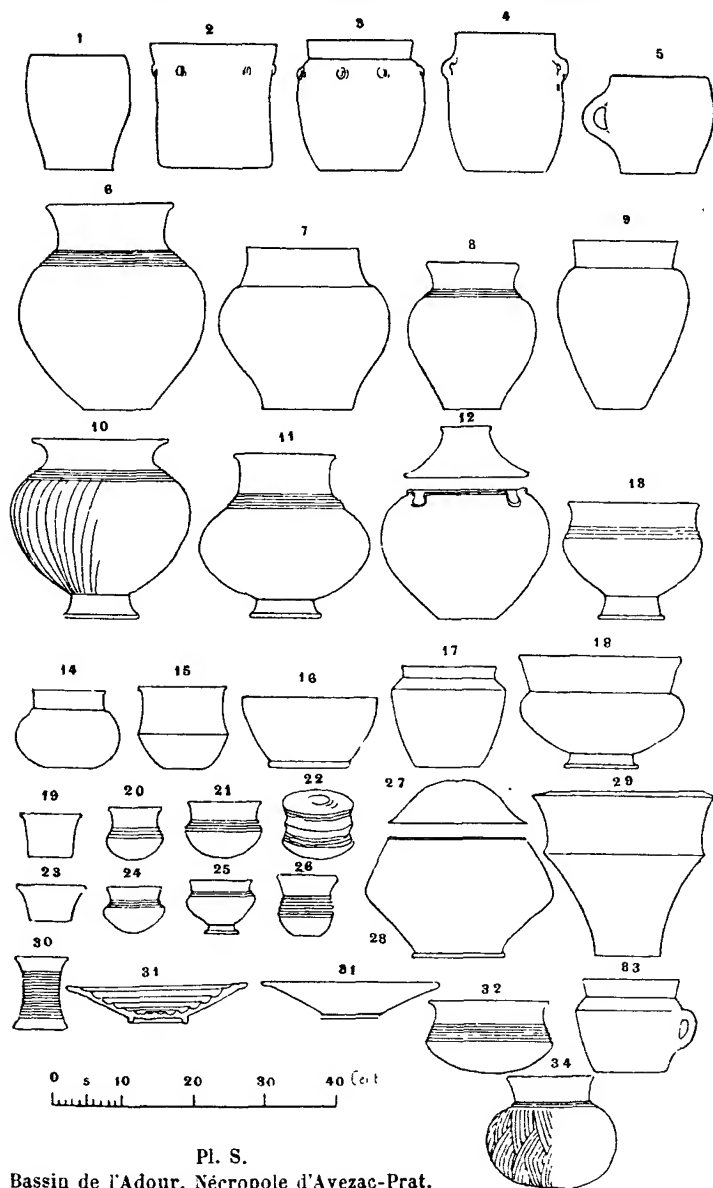 1 2 3 4 5
6 7 8 9
10 11 12 13
14 15 16 17 18
19 20 21 22 27 29
23 24 25 26
28
30 31 31 32 33
34
0 5 10 20 30 40 Cent
Pl. S.
Bassin de l'Adour. Nécropole d'Avezac-Prat.